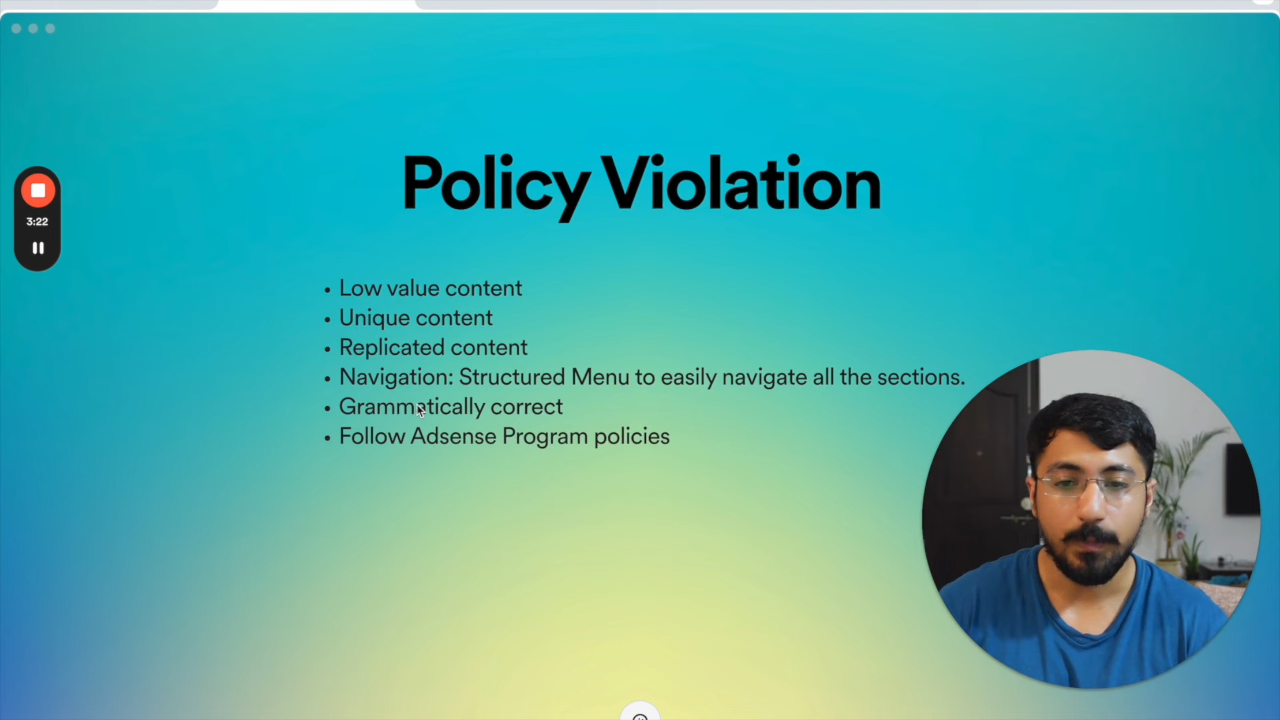 Policy Violation
3:22
• Low value content
• Unique content
• Replicated content
• Navigation: Structured Menu to easily navigate all the sections.
• Grammatically correct
• Follow Adsense Program policies